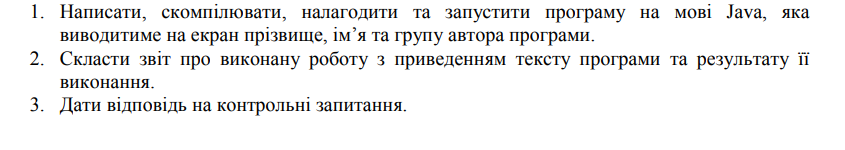 1. Написати, скомпілювати, налагодити та запустити програму на мові Java, яка
виводитиме на екран прізвище, ім’я та групу автора програми.
2. Скласти звіт про виконану роботу з приведенням тексту програми та результату її
виконання.
3. Дати відповідь на контрольні запитання.